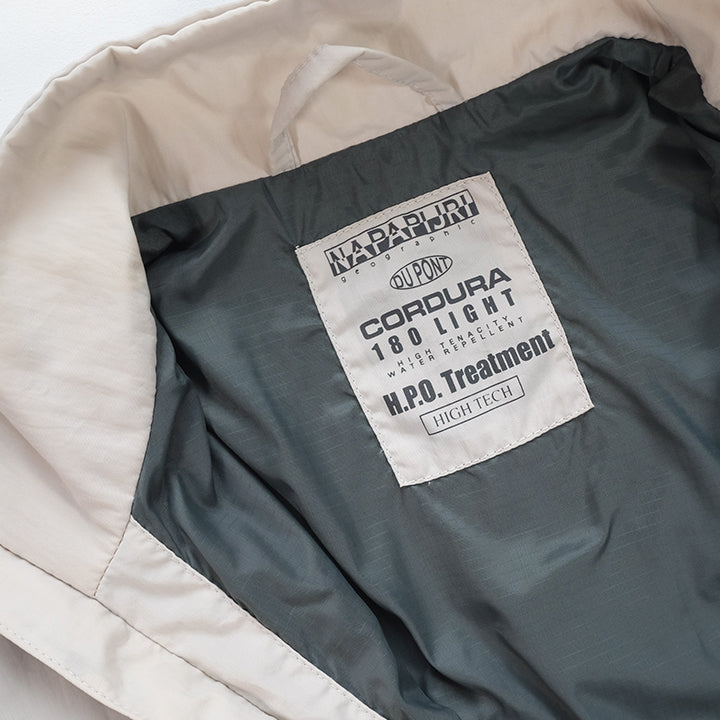 NAPAPIJRI
geographic
DU PONT
CORDURA
180 LIGHT
HIGH TENACITY
WATER REPELLENT
H.P.O. Treatment
HIGH TECH